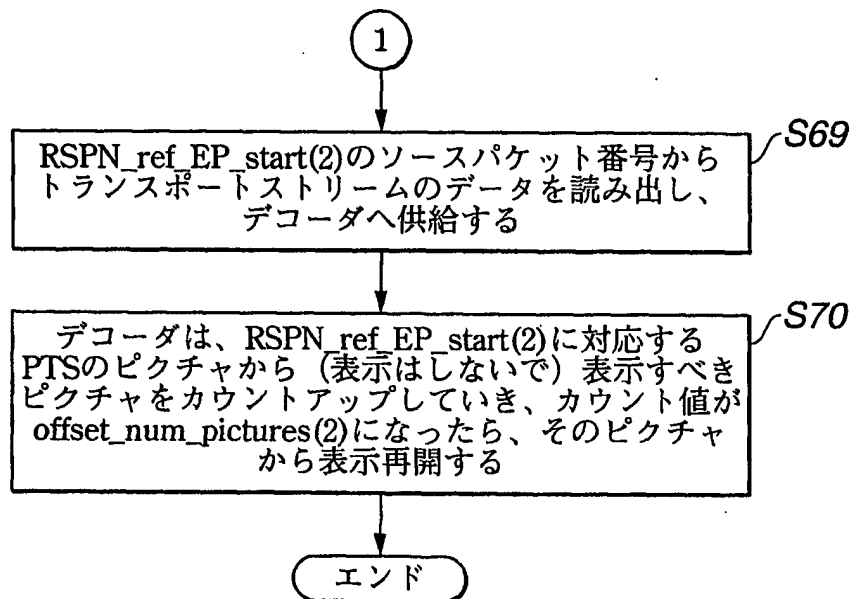 1
RSPN_ref_EP_start(2)のソースパケット番号から
トランスポートストリームのデータを読み出し、
デコーダへ供給する
S69
デコーダは、RSPN_ref_EP_start(2)に対応する
PTSのピクチャから(表示はしないで)表示すべき
ピクチャをカウントアップしていき、カウント値が
offset_num_pictures(2)になったら、そのピクチャ
から表示再開する
S70
エンド